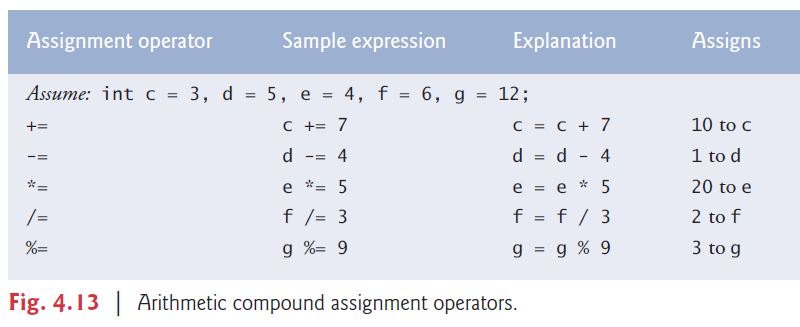 Assignment operator Sample expression Explanation Assigns
Assume: int c = 3, d = 5, e = 4, f = 6, g = 12;
+= c += 7 c = c + 7 10 to c
-= d -= 4 d = d - 4 1 to d
*= e *= 5 e = e * 5 20 to e
/= f /= 3 f = f / 3 2 to f
%= g %= 9 g = g % 9 3 to g
Fig. 4.13 | Arithmetic compound assignment operators.